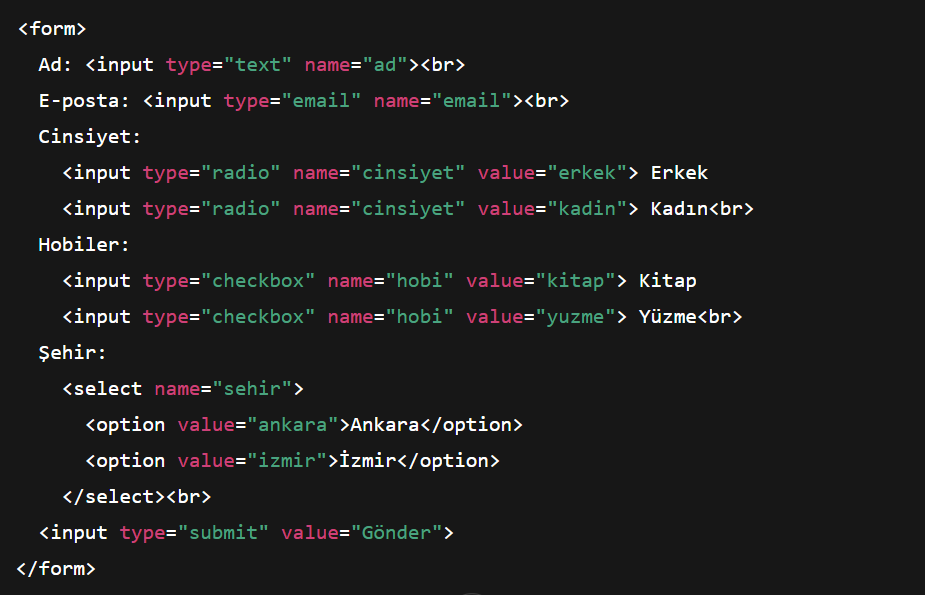 <form>
Ad: <input type="text" name="ad"><br>
E-posta: <input type="email" name="email"><br>
Cinsiyet:
<input type="radio" name="cinsiyet" value="erkek"> Erkek
<input type="radio" name="cinsiyet" value="kadin"> Kadın<br>
Hobiler:
<input type="checkbox" name="hobi" value="kitap"> Kitap
<input type="checkbox" name="hobi" value="yuzme"> Yüzme<br>
Şehir:
<select name="sehir">
<option value="ankara">Ankara</option>
<option value="izmir">İzmir</option>
</select><br>
<input type="submit" value="Gönder">
</form>